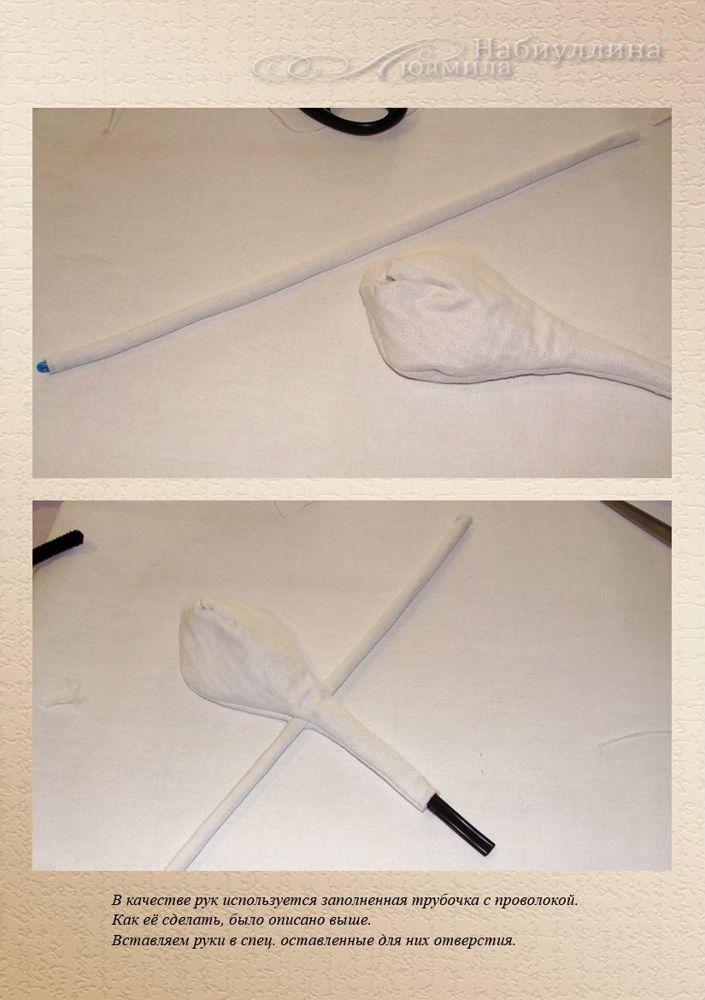 Набиуллина
Людмила
В качестве рук используется заполненная трубочка с проволокой.
Как её сделать, было описано выше.
Вставляем руки в спец. оставленные для них отверстия.